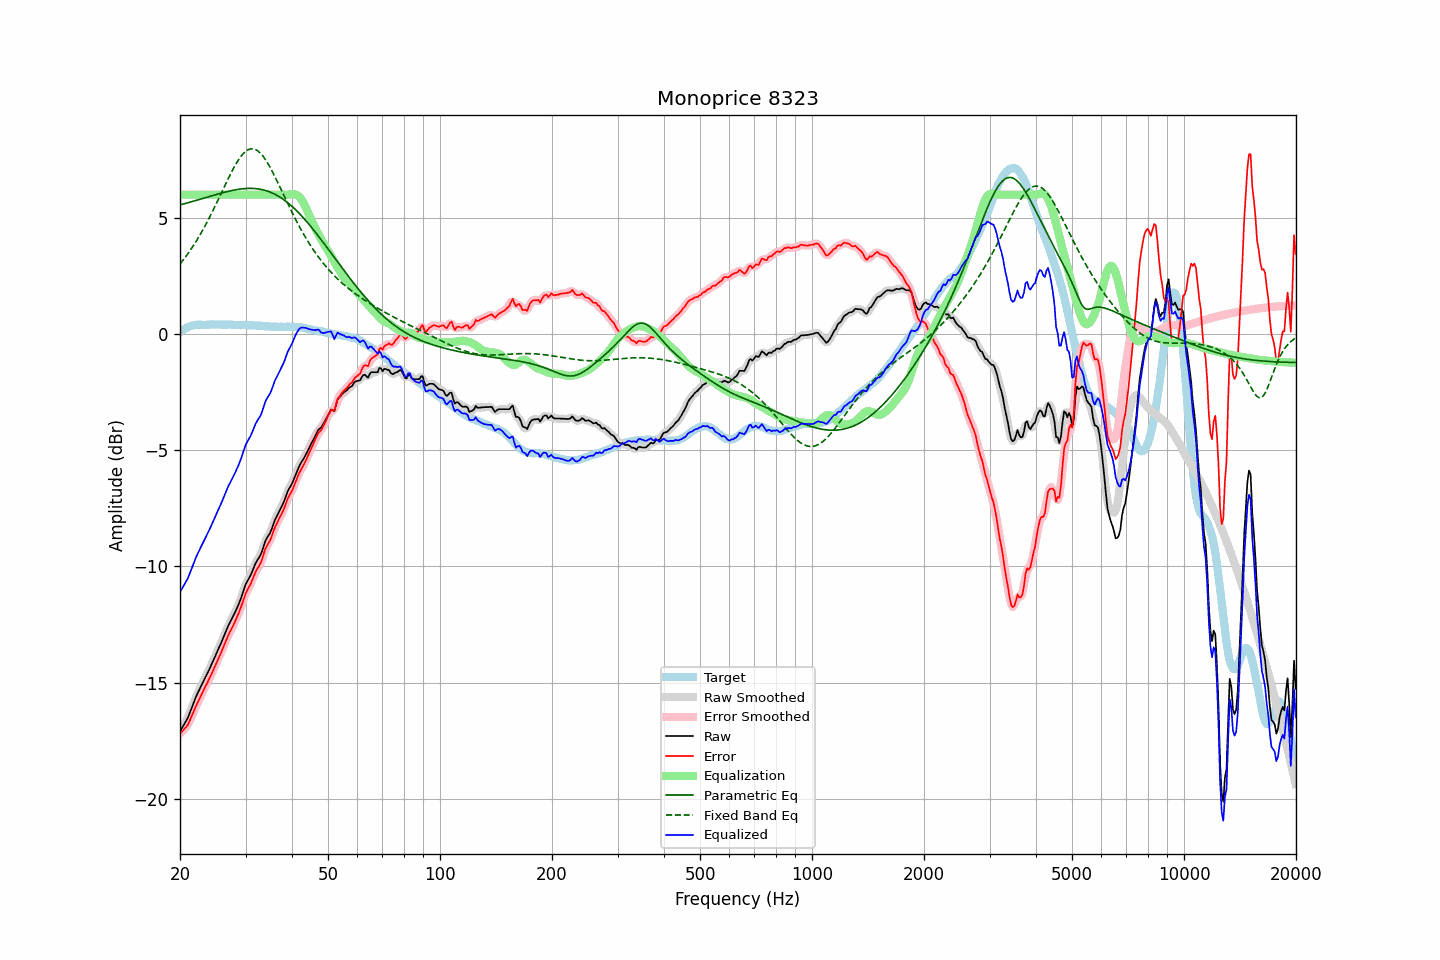 Monoprice 8323
Amplitude (dBr)
5
0
−5
−10
−15
−20
Target
Raw Smoothed
Error Smoothed
Raw
Error
Equalization
Parametric Eq
Fixed Band Eq
Equalized
20 50 100 200 500 1000 2000 5000 10000 20000
Frequency (Hz)